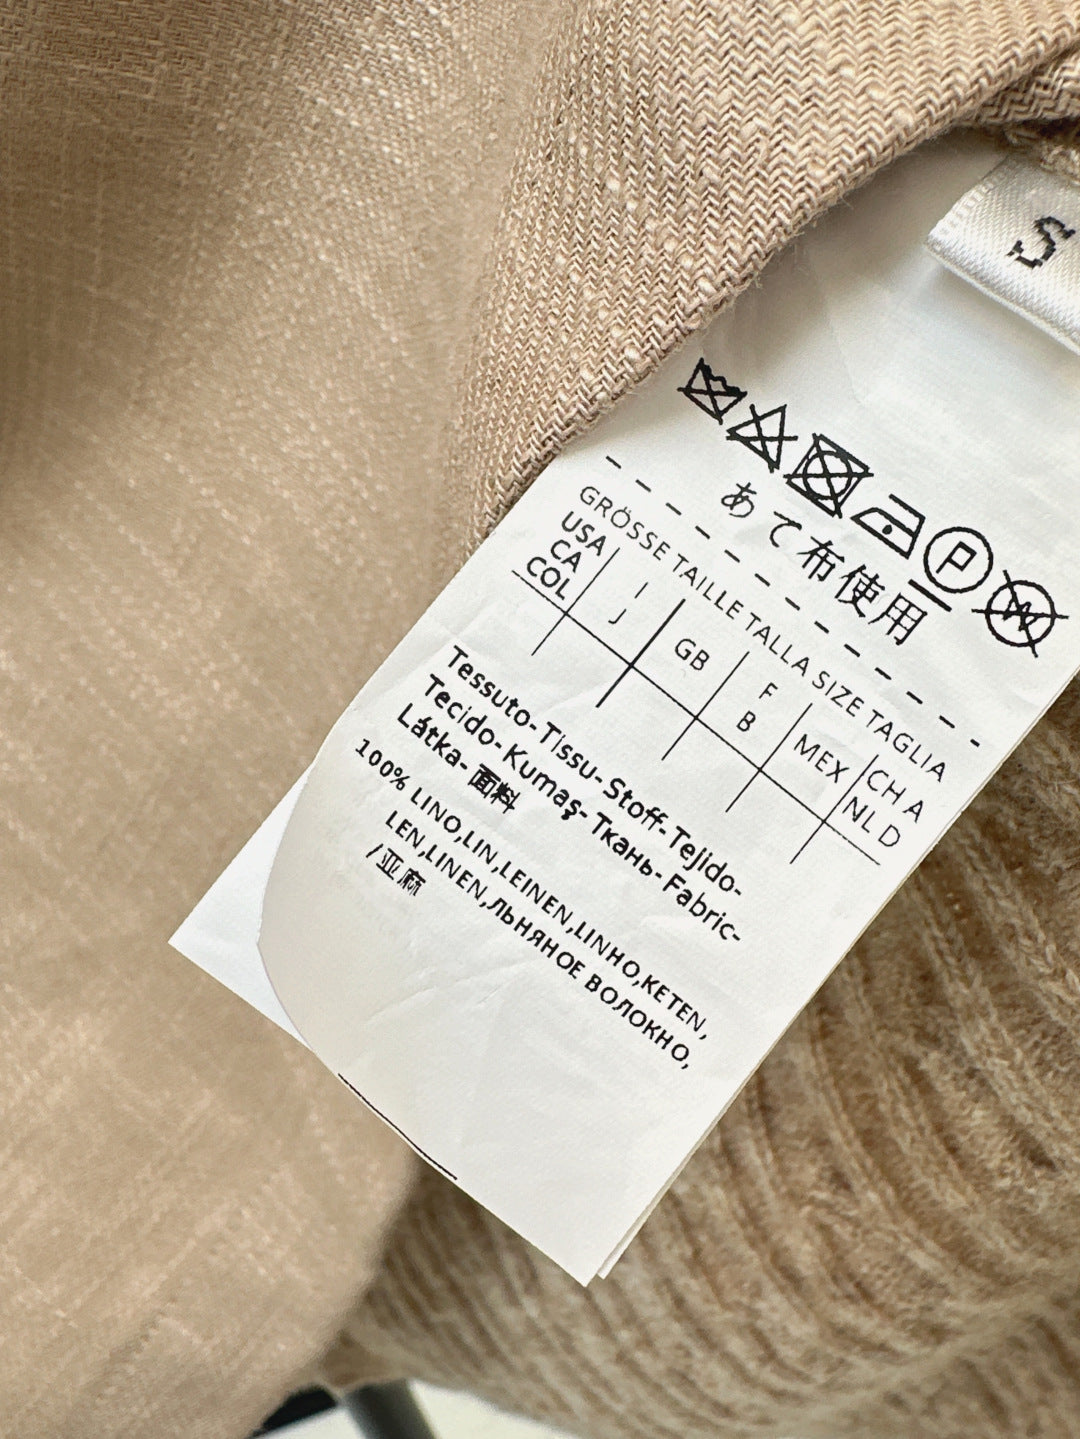 S
P
W
あて布使用
GRÖSSE TAILLE TALLA SIZE TAGLIA
USA
CA
COL
I
J
GB
F
B
MEX
CH A
NL D
Tessuto-Tissu-Stoff-Tejido-
Tecido-Kumaş-Ткань-Fabric-
Látka-面料
100% LINO,LIN,LEINEN,LINHO,KETEN,
LEN,LINEN,ЛЬНЯНОЕ ВОЛОКНО,
/亚麻